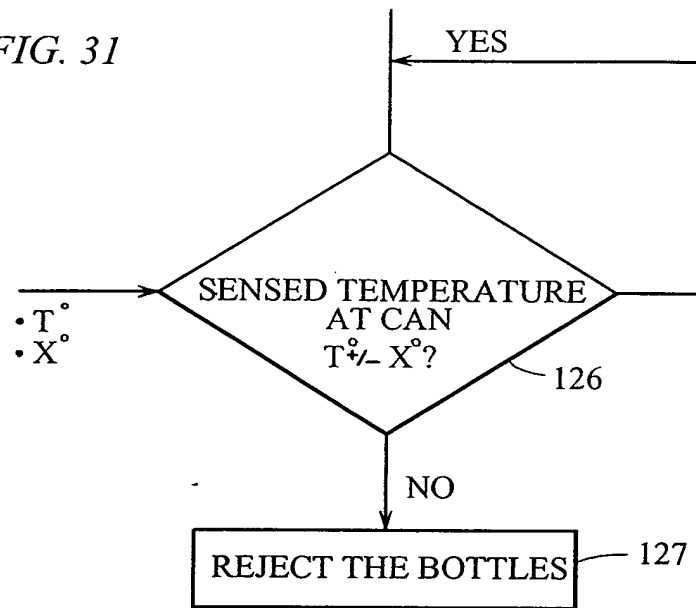 FIG. 31
YES
SENSED TEMPERATURE
AT CAN
T°+/- X°?
• T°
• X°
126
NO
REJECT THE BOTTLES
127